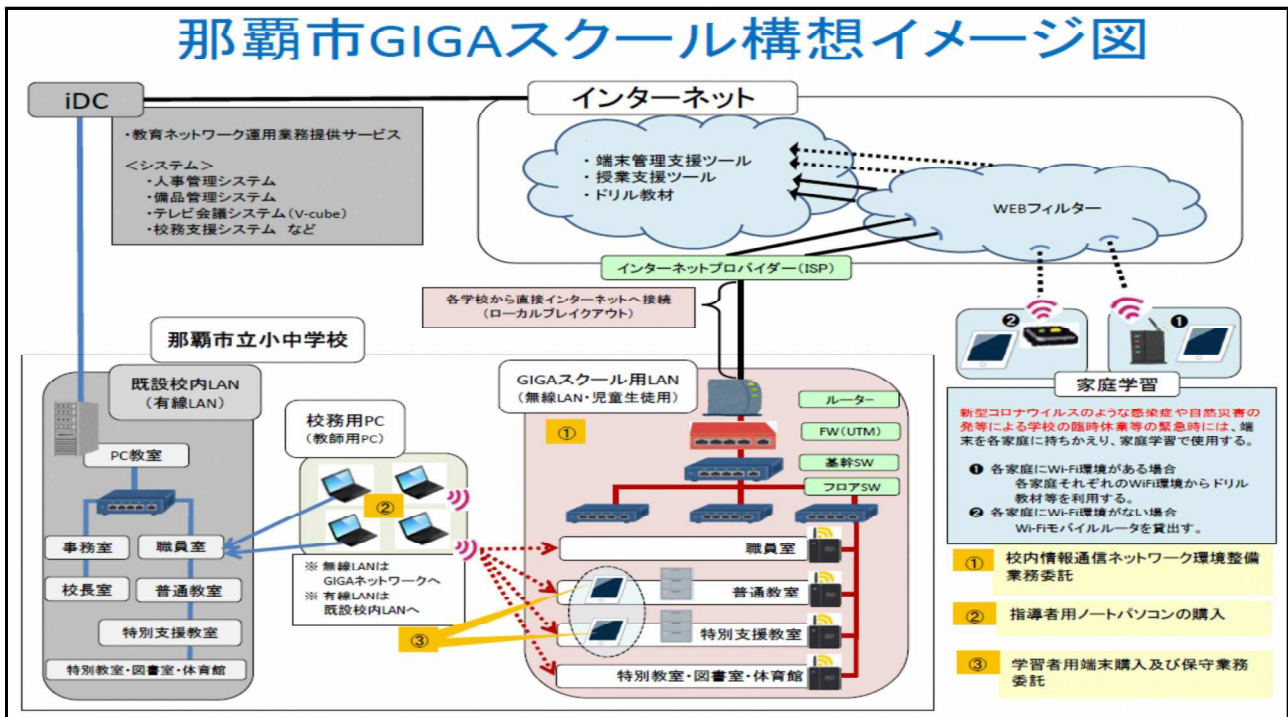 那覇市GIGAスクール構想イメージ図
iDC
・教育ネットワーク運用業務提供サービス
＜システム＞
・人事管理システム
・備品管理システム
・テレビ会議システム（V-cube）
・校務支援システム など
インターネット
・端末管理支援ツール
・授業支援ツール
・ドリル教材
WEBフィルター
インターネットプロバイダー（ISP）
各学校から直接インターネットへ接続
（ローカルブレイクアウト）
那覇市立小中学校
既設校内LAN
（有線LAN）
PC教室
事務室
職員室
校長室
普通教室
特別支援教室
特別教室・図書室・体育館
校務用PC
（教師用PC）
②
※ 無線LANは
GIGAネットワークへ
※ 有線LANは
既設校内LANへ
③
GIGAスクール用LAN
（無線LAN・児童生徒用）
①
ルーター
FW（UTM）
基幹SW
フロアSW
職員室
普通教室
特別支援教室
特別教室・図書室・体育館
❷
❶
家庭学習
新型コロナウイルスのような感染症や自然災害の
発等による学校の臨時休業等の緊急時には、端
末を各家庭に持ちかえり、家庭学習で使用する。
❶ 各家庭にWi-Fi環境がある場合
各家庭それぞれのWiFi環境からドリル
教材等を利用する。
❷ 各家庭にWi-Fi環境がない場合
Wi-Fiモバイルルータを貸出す。
① 校内情報通信ネットワーク環境整備
業務委託
② 指導者用ノートパソコンの購入
③ 学習者用端末購入及び保守業務
委託